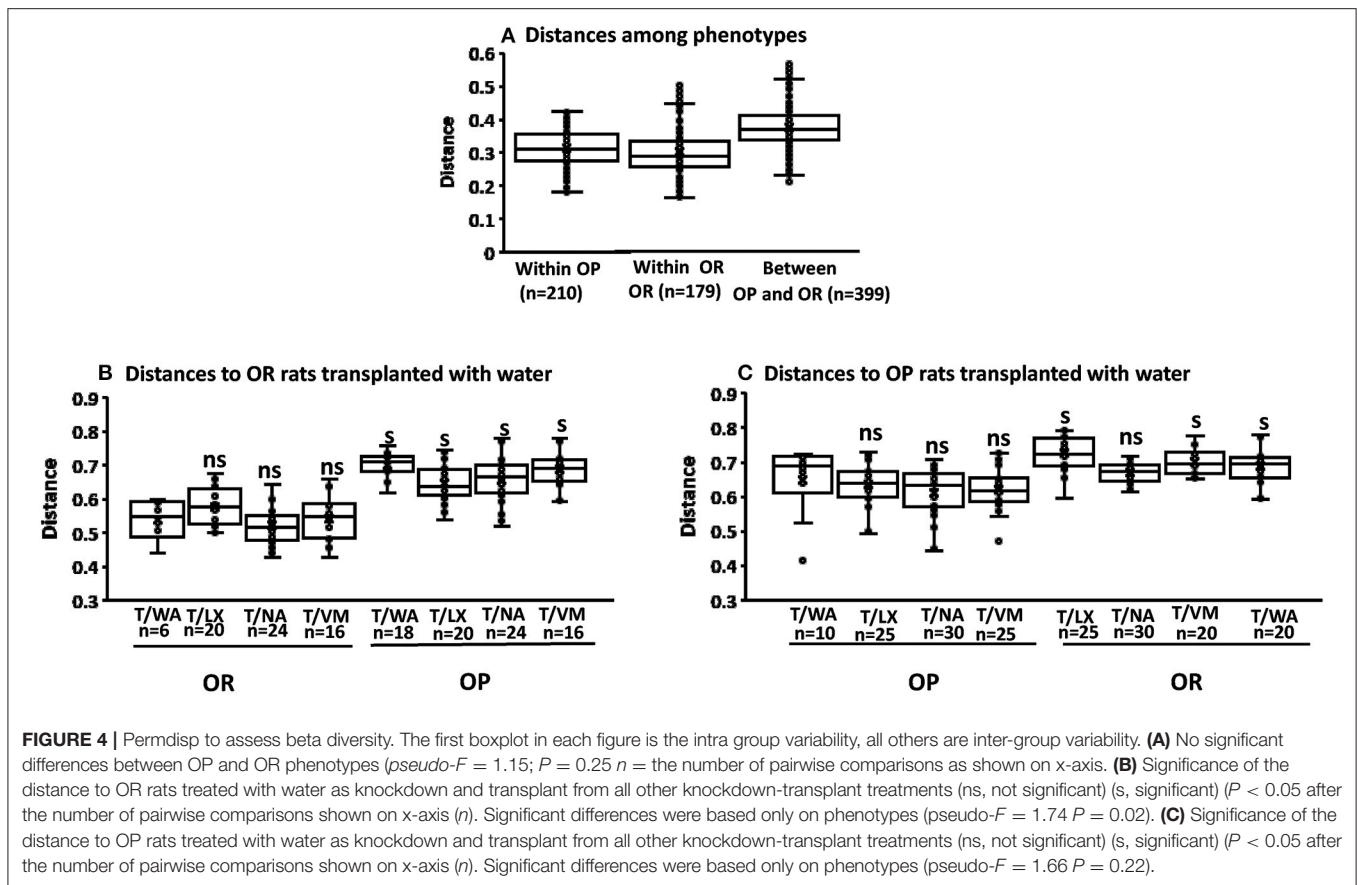 A Distances among phenotypes
0.6
0.5
0.4
0.3
0.2
0.1
0
Distance
Within OP
(n=210)
Within OR
OR (n=179)
Between
OP and OR (n=399)
B Distances to OR rats transplanted with water
0.9
0.8
0.7
0.6
0.5
0.4
0.3
Distance
ns
ns
ns
s
s
s
s
T/WA T/LX T/NA T/VM T/WA T/LX T/NA T/VM
n=6 n=20 n=24 n=16 n=18 n=20 n=24 n=16
OR OP
C Distances to OP rats transplanted with water
0.9
0.7
0.5
0.3
Distance
ns
ns
ns
s
ns
s
s
T/WA T/LX T/NA T/VM T/LX T/NA T/VM T/WA
n=10 n=25 n=30 n=25 n=25 n=30 n=20 n=20
OP OR
FIGURE 4 | Permdisp to assess beta diversity. The first boxplot in each figure is the intra group variability, all others are inter-group variability. (A) No significant
differences between OP and OR phenotypes (pseudo-F = 1.15; P = 0.25 n = the number of pairwise comparisons as shown on x-axis. (B) Significance of the
distance to OR rats treated with water as knockdown and transplant from all other knockdown-transplant treatments (ns, not significant) (s, significant) (P < 0.05 after
the number of pairwise comparisons shown on x-axis (n). Significant differences were based only on phenotypes (pseudo-F = 1.74 P = 0.02). (C) Significance of the
distance to OP rats treated with water as knockdown and transplant from all other knockdown-transplant treatments (ns, not significant) (s, significant) (P < 0.05 after
the number of pairwise comparisons shown on x-axis (n). Significant differences were based only on phenotypes (pseudo-F = 1.66 P = 0.22).